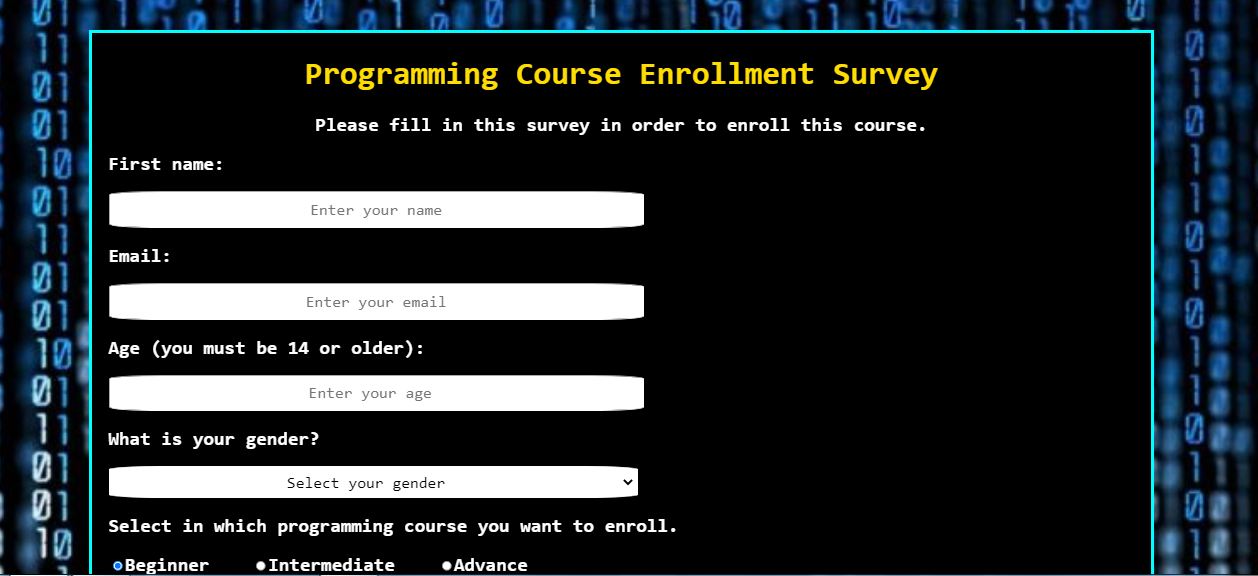 Programming Course Enrollment Survey
Please fill in this survey in order to enroll this course.
First name:
Enter your name
Email:
Enter your email
Age (you must be 14 or older):
Enter your age
What is your gender?
Select your gender
Select in which programming course you want to enroll.
Beginner Intermediate Advance